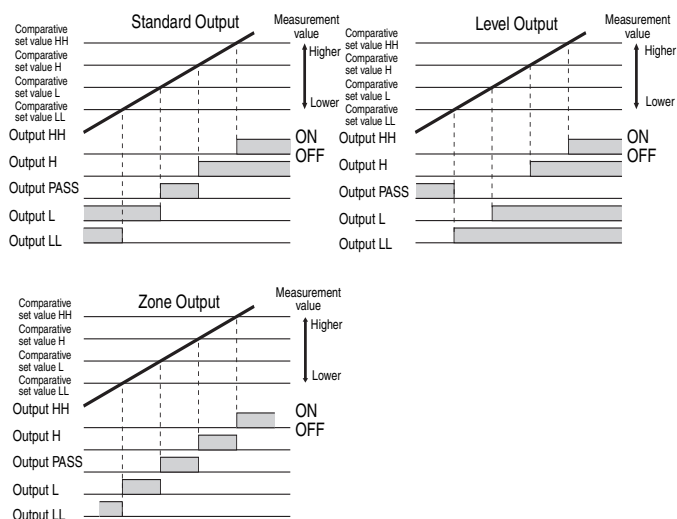 Standard Output
Measurement
value
Comparative
set value HH
Higher
Comparative
set value H
Comparative
set value L
Comparative
set value LL
Lower
Output HH
ON
OFF
Output H
Output PASS
Output L
Output LL
Level Output
Measurement
value
Comparative
set value HH
Higher
Comparative
set value H
Comparative
set value L
Comparative
set value LL
Lower
Output HH
ON
OFF
Output H
Output PASS
Output L
Output LL
Zone Output
Measurement
value
Comparative
set value HH
Higher
Comparative
set value H
Comparative
set value L
Comparative
set value LL
Lower
Output HH
ON
OFF
Output H
Output PASS
Output L
Output LL